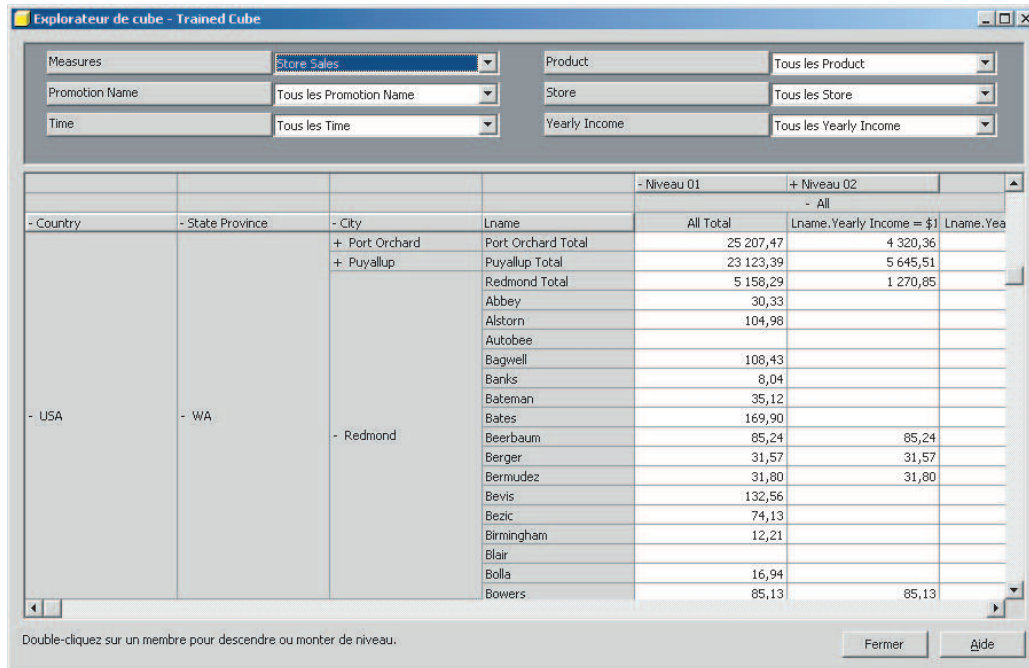 Explorateur de cube - Trained Cube
Measures Store Sales Product Tous les Product
Promotion Name Tous les Promotion Name Store Tous les Store
Time Tous les Time Yearly Income Tous les Yearly Income
- Niveau 01 + Niveau 02
- All
- Country - State Province - City Lname All Total Lname.Yearly Income = $1 Lname.Yea
+ Port Orchard Port Orchard Total 25 207,47 4 320,36
+ Puyallup Puyallup Total 23 123,39 5 645,51
Redmond Total 5 158,29 1 270,85
Abbey 30,33
Alstorn 104,98
Autobee
Bagwell 108,43
Banks 8,04
Bateman 35,12
- USA - WA Bates 169,90
- Redmond Beerbaum 85,24 85,24
Berger 31,57 31,57
Bermudez 31,80 31,80
Bevis 132,56
Bezic 74,13
Birmingham 12,21
Blair
Bolla 16,94
Bowers 85,13 85,13
Double-cliquez sur un membre pour descendre ou monter de niveau.
Fermer Aide